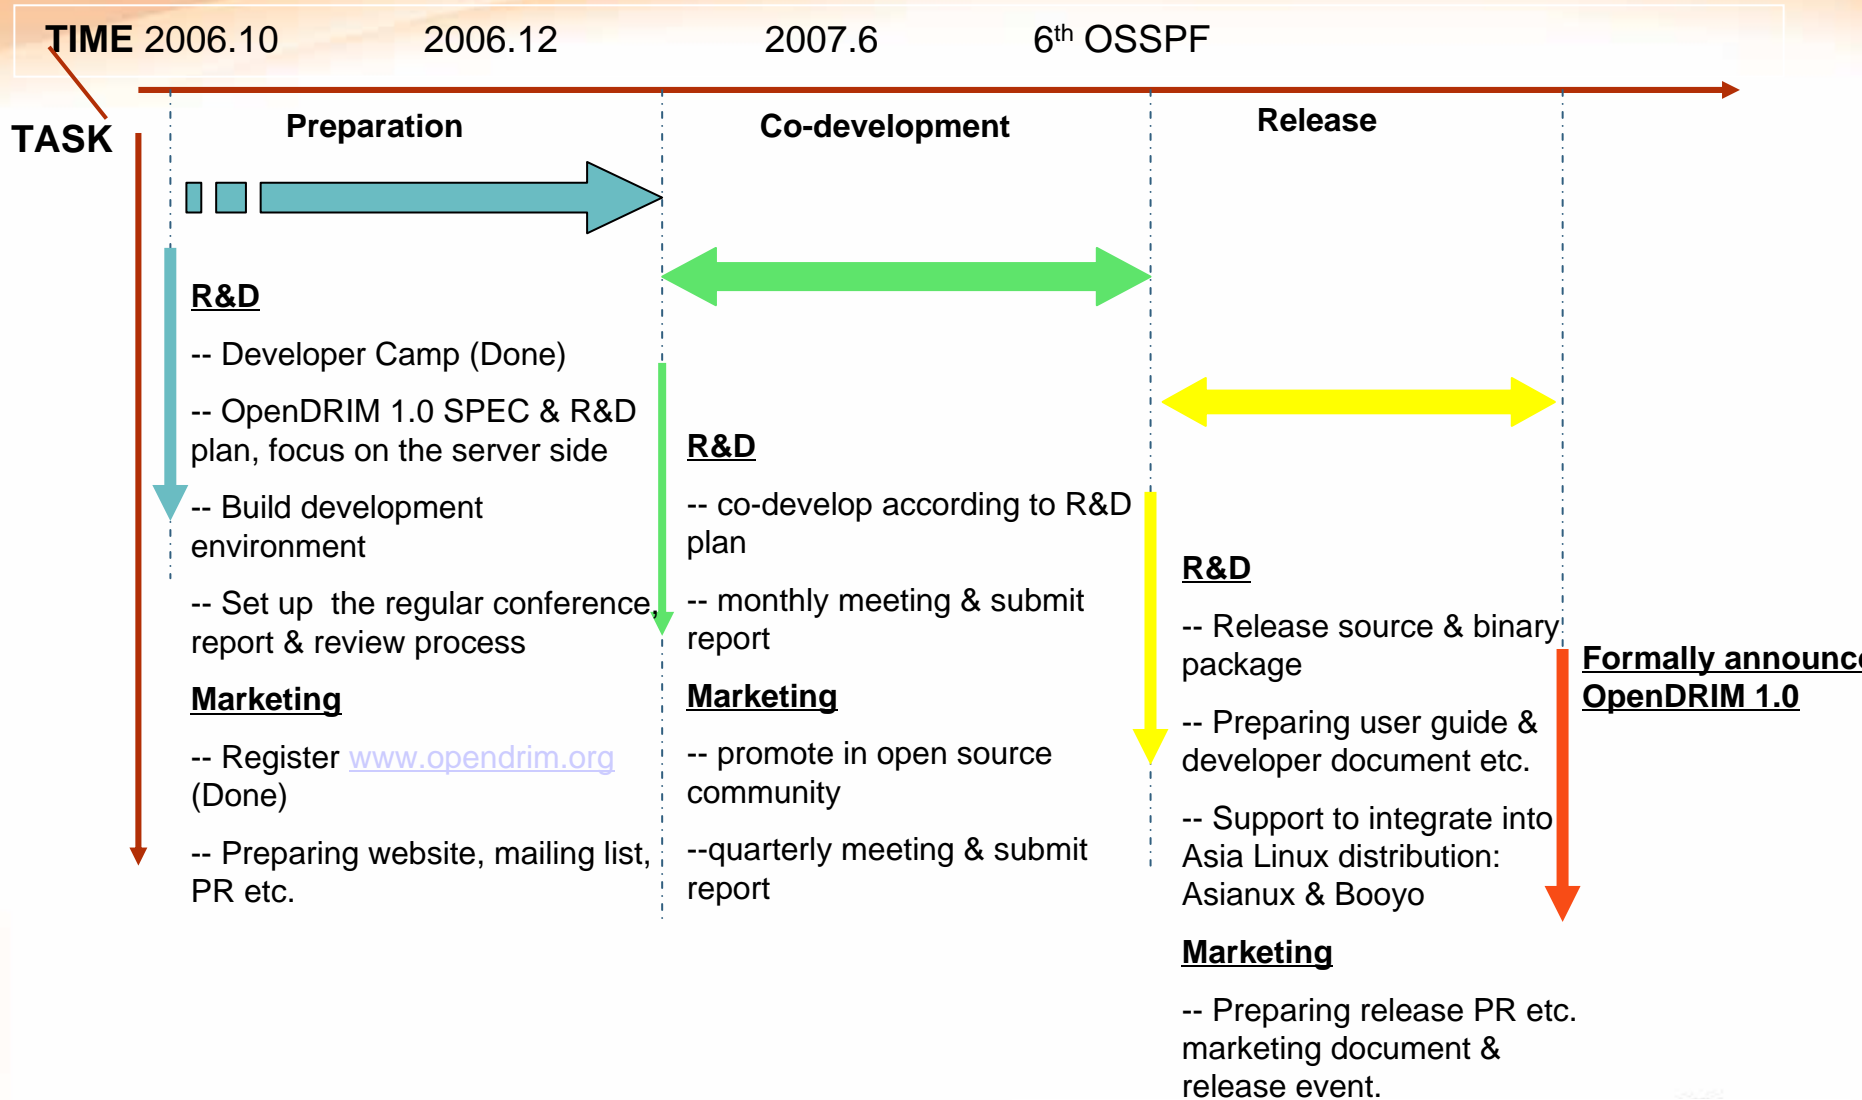 TIME 2006.10 2006.12 2007.6 6th OSSPF
TASK
Preparation
Co-development
Release
R&D
-- Developer Camp (Done)
-- OpenDRIM 1.0 SPEC & R&D
plan, focus on the server side
-- Build development
environment
-- Set up the regular conference,
report & review process
Marketing
-- Register www.opendrim.org
(Done)
-- Preparing website, mailing list,
PR etc.
R&D
-- co-develop according to R&D
plan
-- monthly meeting & submit
report
Marketing
-- promote in open source
community
--quarterly meeting & submit
report
R&D
-- Release source & binary
package
-- Preparing user guide &
developer document etc.
-- Support to integrate into
Asia Linux distribution:
Asianux & Booyo
Marketing
-- Preparing release PR etc.
marketing document &
release event.
Formally announce
OpenDRIM 1.0